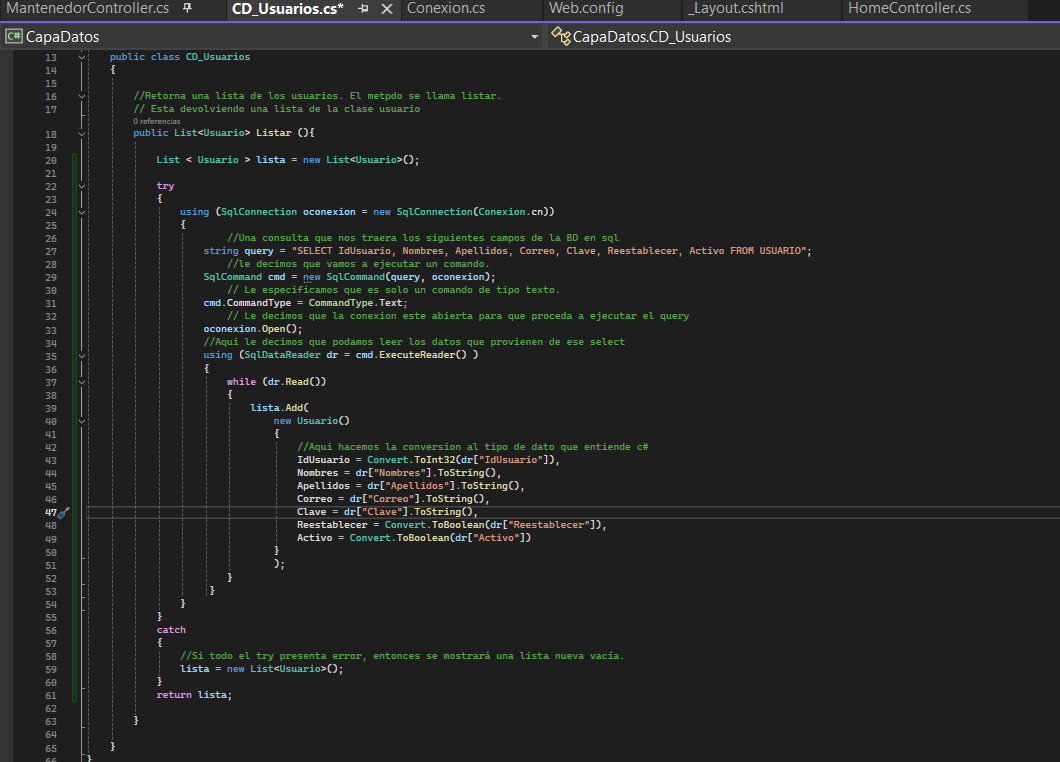 MantenedorController.cs CD_Usuarios.cs* Conexion.cs Web.config _Layout.cshtml HomeController.cs
C# CapaDatos CapaDatos.CD_Usuarios
13 public class CD_Usuarios
14 {
15
16 //Retorna una lista de los usuarios. El metpdo se llama listar.
17 // Esta devolviendo una lista de la clase usuario
0 referencias
18 public List<Usuario> Listar (){
19
20 List < Usuario > lista = new List<Usuario>();
21
22 try
23 {
24 using (SqlConnection oconexion = new SqlConnection(Conexion.cn))
25 {
26 //Una consulta que nos traera los siguientes campos de la BD en sql
27 string query = "SELECT IdUsuario, Nombres, Apellidos, Correo, Clave, Reestablecer, Activo FROM USUARIO";
28 //le decimos que vamos a ejecutar un comando.
29 SqlCommand cmd = new SqlCommand(query, oconexion);
30 // Le especificamos que es solo un comando de tipo texto.
31 cmd.CommandType = CommandType.Text;
32 // Le decimos que la conexion este abierta para que proceda a ejecutar el query
33 oconexion.Open();
34 //Aqui le decimos que podamos leer los datos que provienen de ese select
35 using (SqlDataReader dr = cmd.ExecuteReader() )
36 {
37 while (dr.Read())
38 {
39 lista.Add(
40 new Usuario()
41 {
42 //Aqui hacemos la conversion al tipo de dato que entiende c#
43 IdUsuario = Convert.ToInt32(dr["IdUsuario"]),
44 Nombres = dr["Nombres"].ToString(),
45 Apellidos = dr["Apellidos"].ToString(),
46 Correo = dr["Correo"].ToString(),
47 Clave = dr["Clave"].ToString(),
48 Reestablecer = Convert.ToBoolean(dr["Reestablecer"]),
49 Activo = Convert.ToBoolean(dr["Activo"])
50 }
51 );
52 }
53 }
54 }
55 }
56 catch
57 {
58 //Si todo el try presenta error, entonces se mostrará una lista nueva vacía.
59 lista = new List<Usuario>();
60 }
61 return lista;
62
63 }
64
65 }
66 }